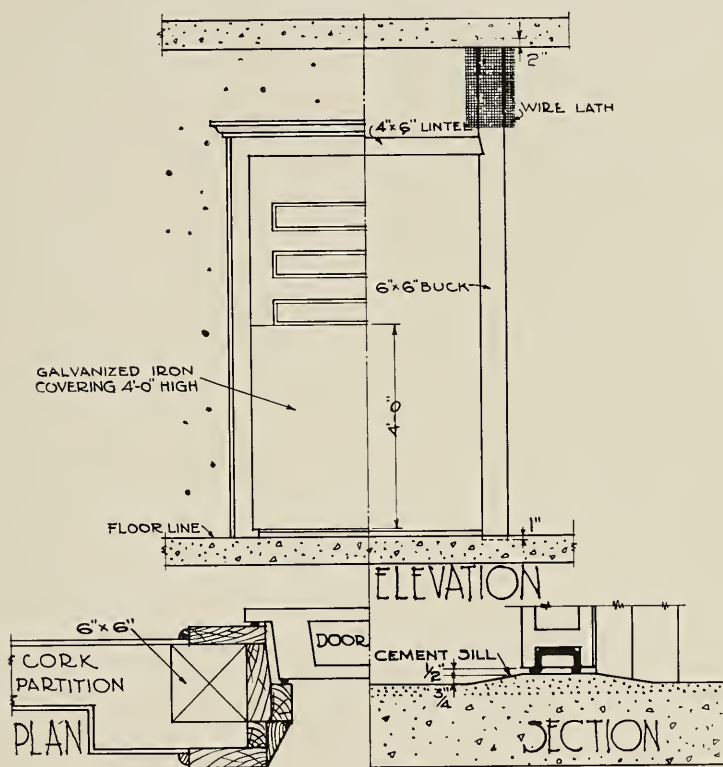 2"
WIRE LATH
4"x6" LINTEL
6"x6" BUCK
GALVANIZED IRON
COVERING 4'-0" HIGH
4'-0"
FLOOR LINE
1"
ELEVATION
6"x6"
DOOR
CORK
PARTITION
CEMENT SILL
1/2"
3/4"
PLAN
SECTION